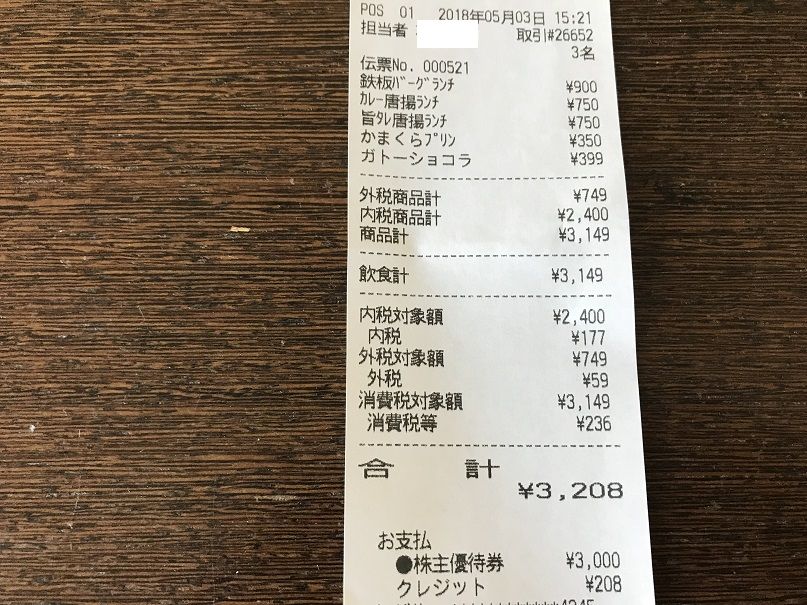 POS 01 2018年05月03日 15:21
担当者 取引#26652
3名
伝票No. 000521
鉄板ﾊﾞｰｸﾞﾗﾝﾁ ¥900
ｶﾚｰ唐揚ﾗﾝﾁ ¥750
旨ﾀﾚ唐揚ﾗﾝﾁ ¥750
かまくらﾌﾟﾘﾝ ¥350
ガトーショコラ ¥399
外税商品計 ¥749
内税商品計 ¥2,400
商品計 ¥3,149
飲食計 ¥3,149
内税対象額 ¥2,400
内税 ¥177
外税対象額 ¥749
外税 ¥59
消費税対象額 ¥3,149
消費税等 ¥236
合 計
¥3,208
お支払
●株主優待券 ¥3,000
クレジット ¥208